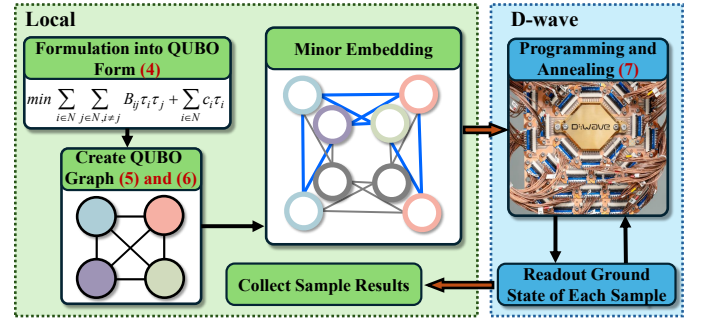 Local
D-wave
Formulation into QUBO
Form (4)
min ∑_{i∈N} ∑_{j∈N,i≠j} B_{ij}τ_iτ_j + ∑_{i∈N} c_iτ_i
Create QUBO
Graph (5) and (6)
Minor Embedding
Programming and
Annealing (7)
D:wave
Readout Ground
State of Each Sample
Collect Sample Results